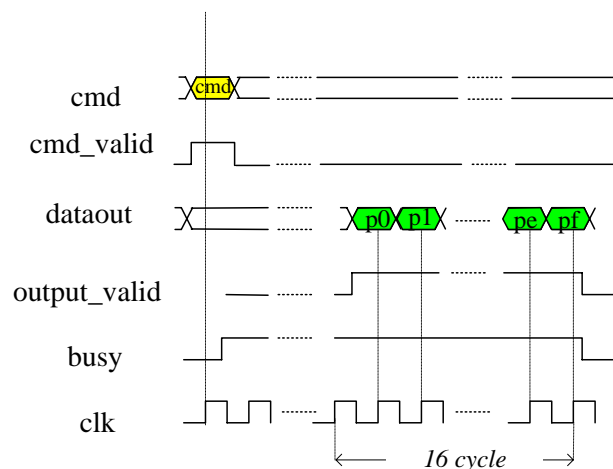 cmd
cmd
cmd_valid
dataout
p0
p1
pe
pf
output_valid
busy
clk
16 cycle